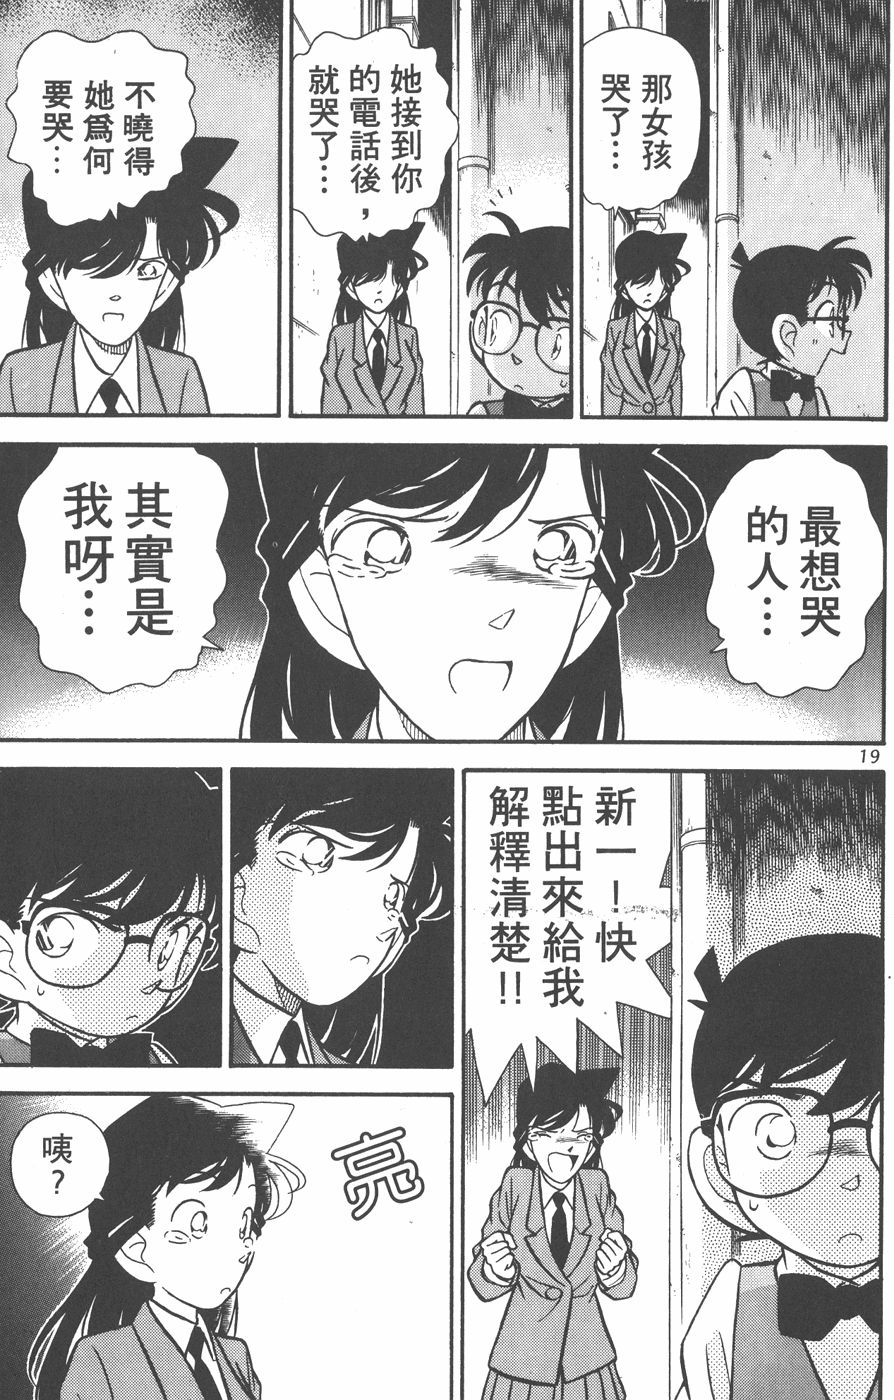 那女孩
哭了…
她接到你
的電話後，
就哭了…
不曉得
她為何
要哭…
最想哭
的人…
其實是
我呀…
19
新一！快
點出來給我
解釋清楚!!
亮
咦？